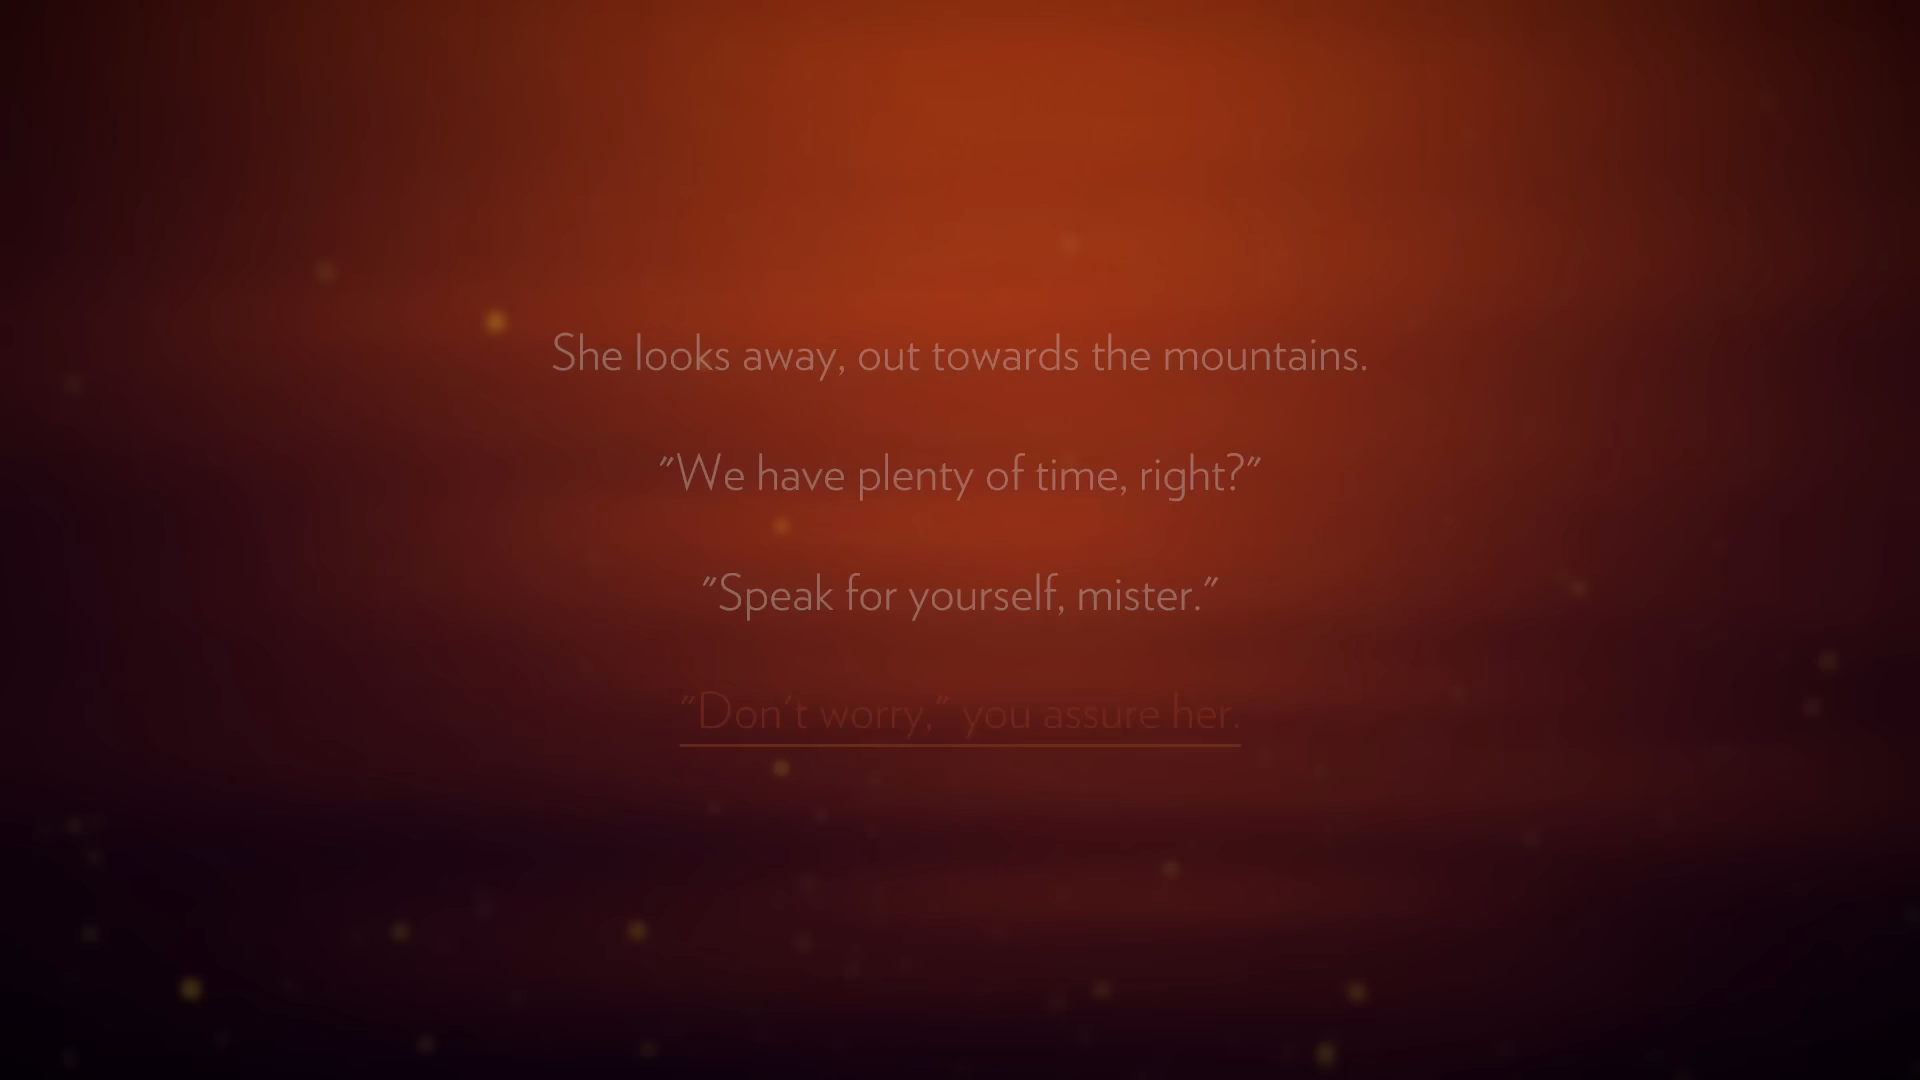 She looks away, out towards the mountains.
"We have plenty of time, right?"
"Speak for yourself, mister."
"Don't worry," you assure her.